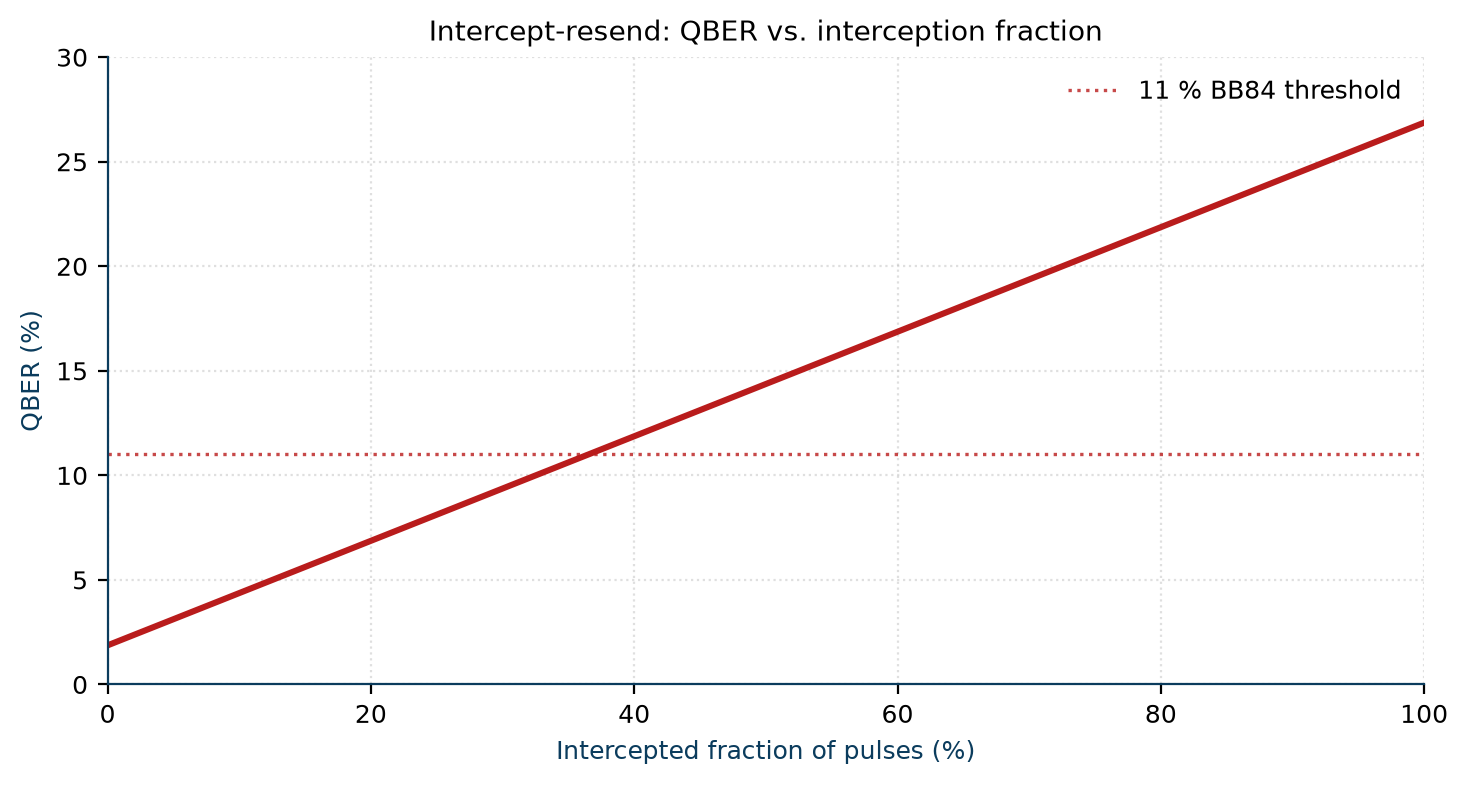 Intercept-resend: QBER vs. interception fraction
11 % BB84 threshold
QBER (%)
30
25
20
15
10
5
0
0 20 40 60 80 100
Intercepted fraction of pulses (%)